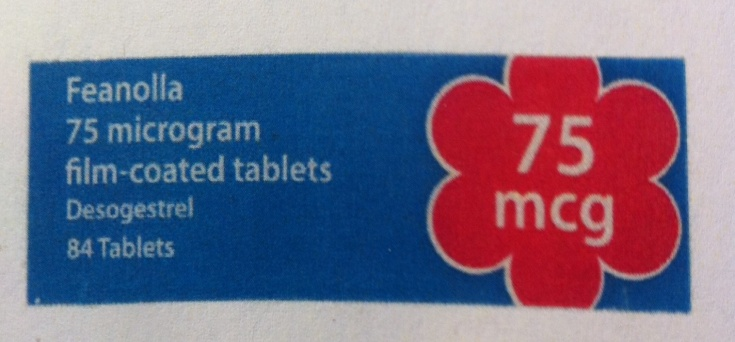 Feanolla
75 microgram
film-coated tablets
Desogestrel
84 Tablets
75
mcg